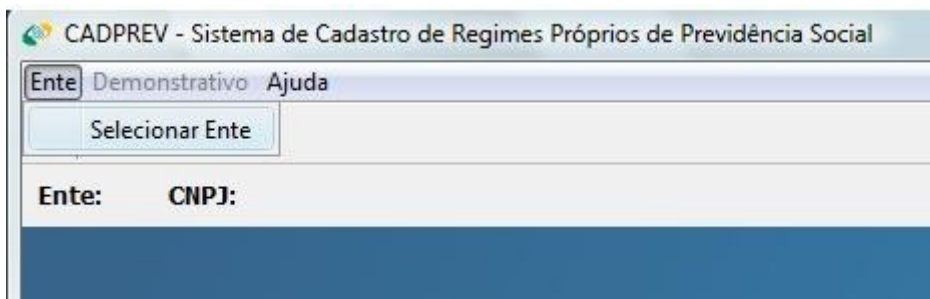 CADPREV - Sistema de Cadastro de Regimes Próprios de Previdência Social
Ente Demonstrativo Ajuda
Selecionar Ente
Ente: CNPJ: